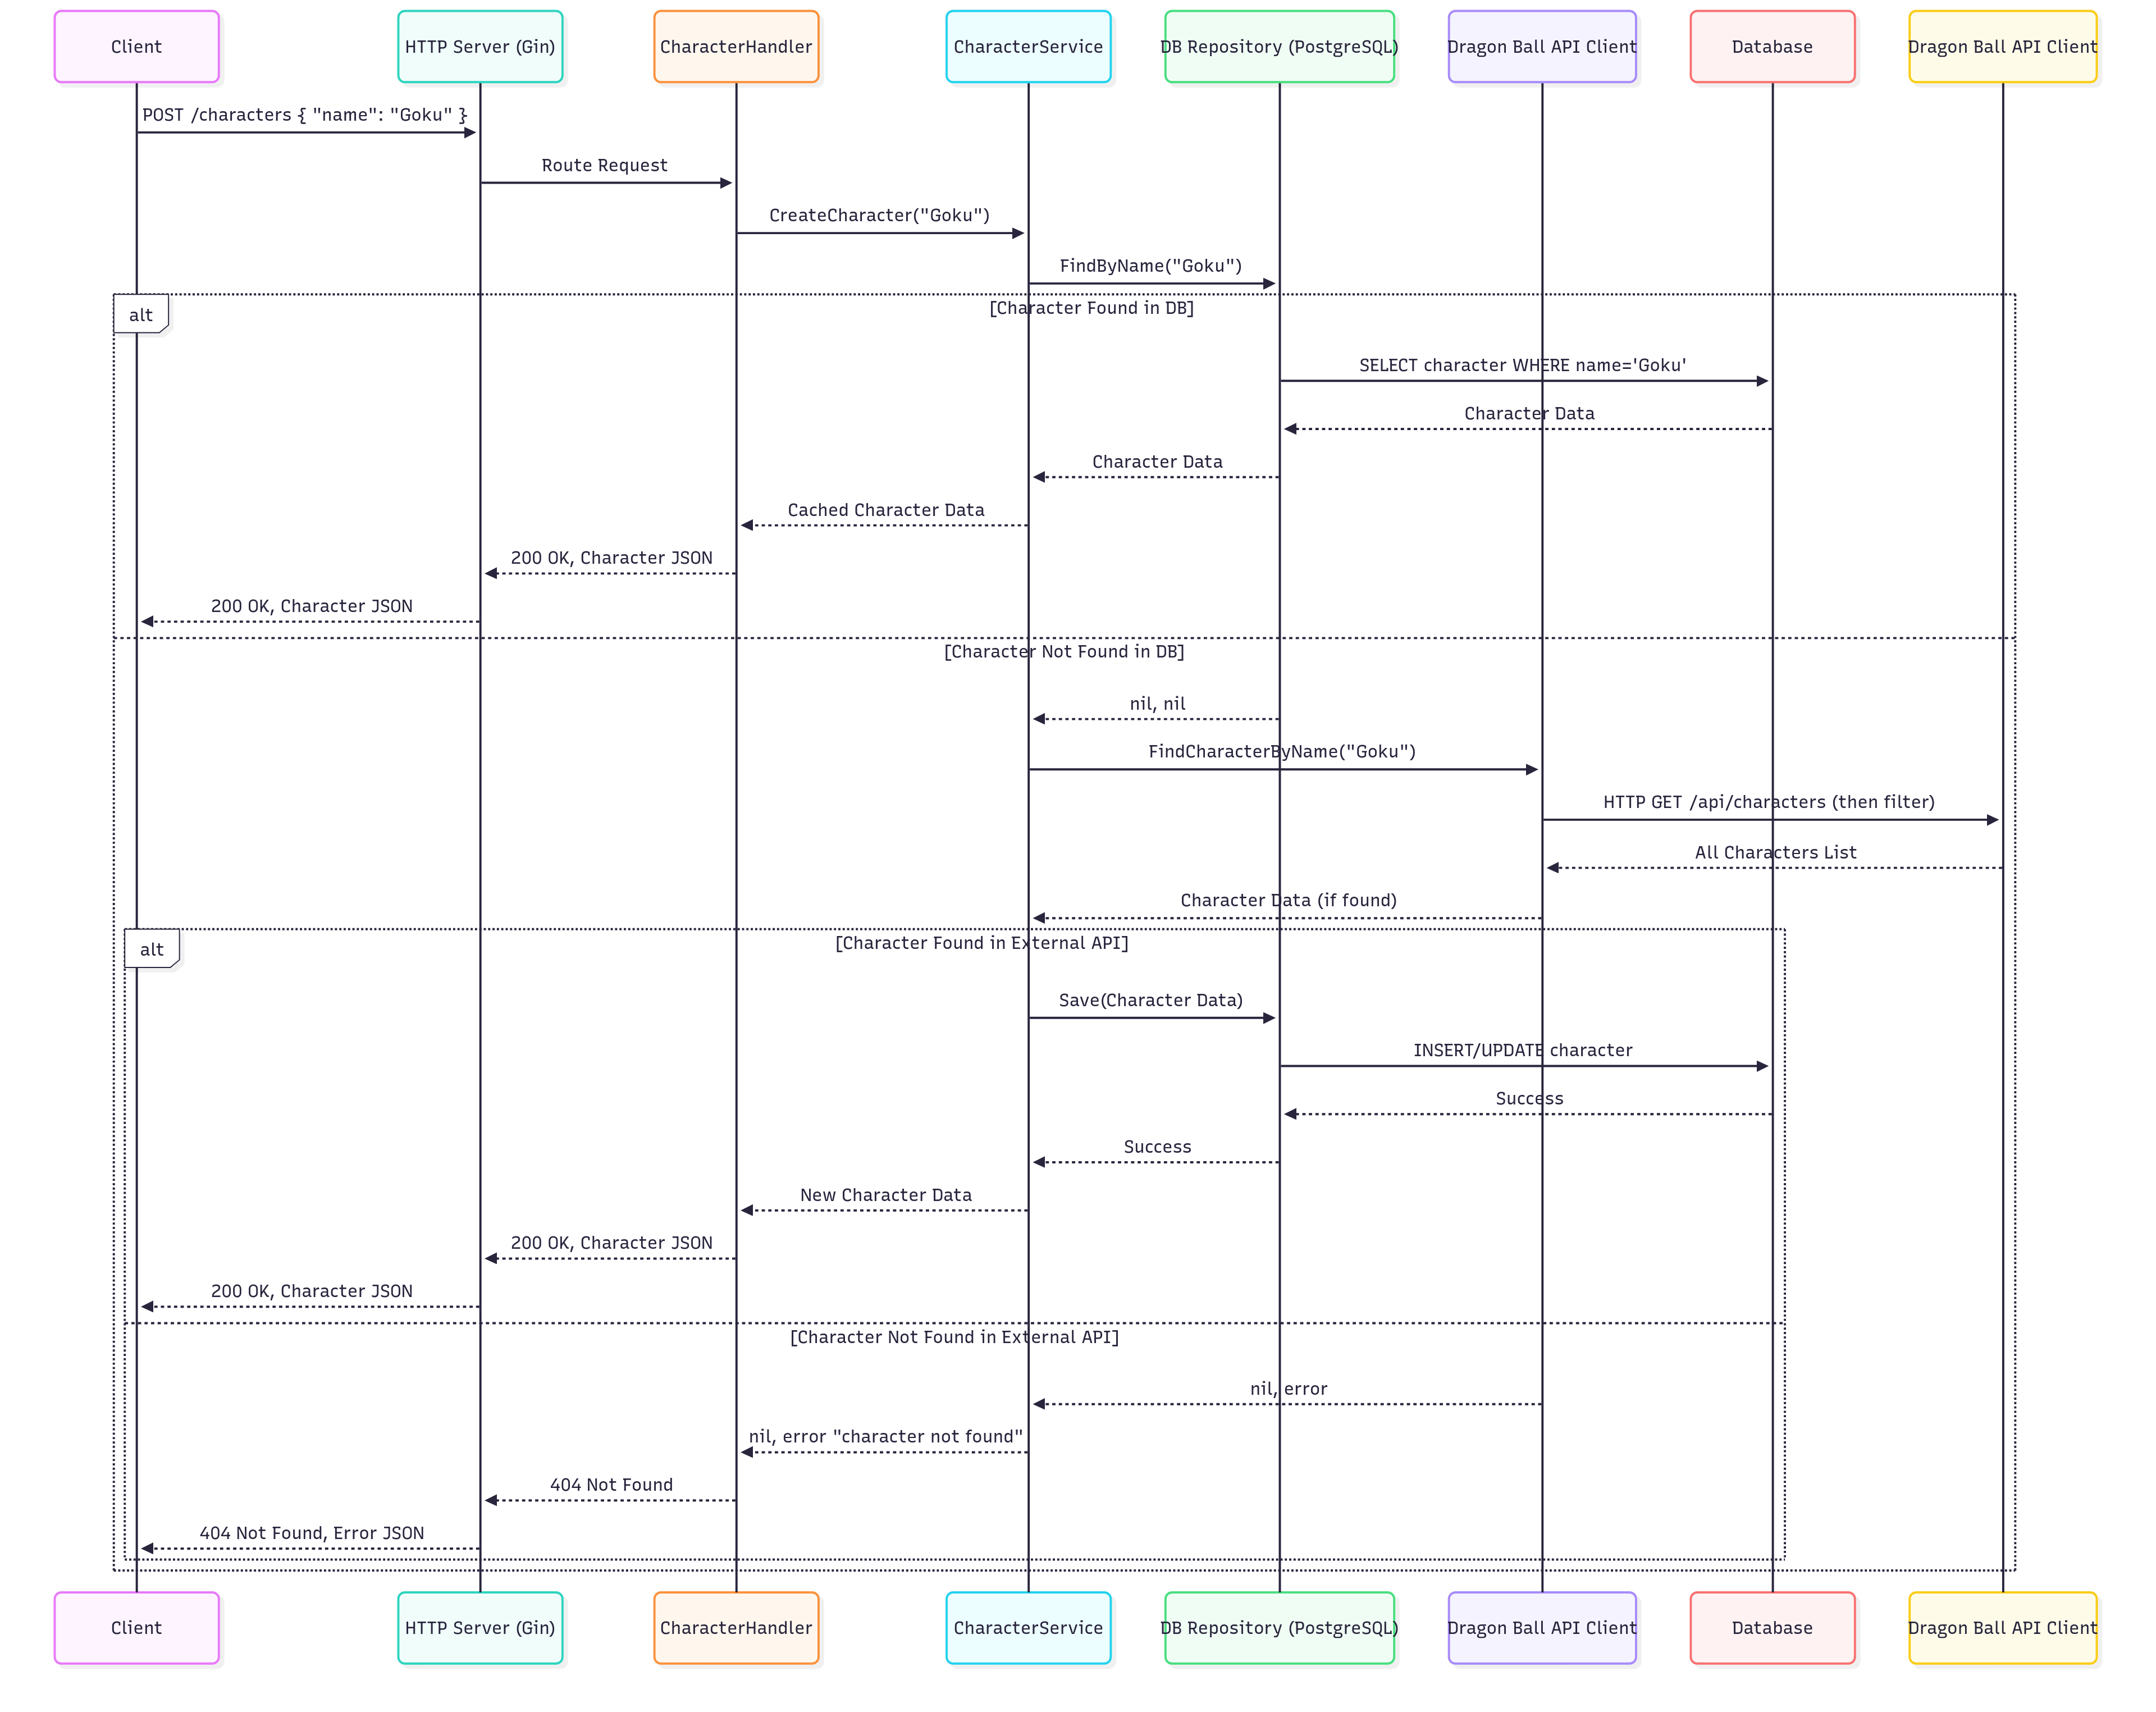 Client
HTTP Server (Gin)
CharacterHandler
CharacterService
DB Repository (PostgreSQL)
Dragon Ball API Client
Database
Dragon Ball API Client
POST /characters { "name": "Goku" }
Route Request
CreateCharacter("Goku")
FindByName("Goku")
alt
[Character Found in DB]
SELECT character WHERE name='Goku'
Character Data
Character Data
Cached Character Data
200 OK, Character JSON
200 OK, Character JSON
[Character Not Found in DB]
nil, nil
FindCharacterByName("Goku")
HTTP GET /api/characters (then filter)
All Characters List
Character Data (if found)
alt
[Character Found in External API]
Save(Character Data)
INSERT/UPDATE character
Success
Success
New Character Data
200 OK, Character JSON
200 OK, Character JSON
[Character Not Found in External API]
nil, error
nil, error "character not found"
404 Not Found
404 Not Found, Error JSON
Client
HTTP Server (Gin)
CharacterHandler
CharacterService
DB Repository (PostgreSQL)
Dragon Ball API Client
Database
Dragon Ball API Client